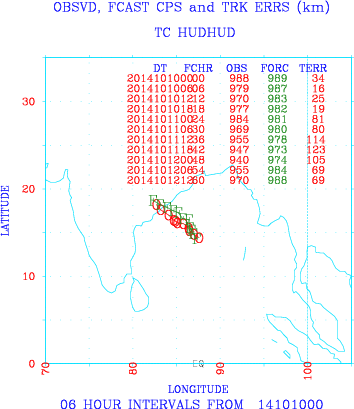 OBSVD, FCAST CPS and TRK ERRS (km)
TC HUDHUD
DT FCHR OBS FORC TERR
2014101000 00 988 989 34
2014101006 06 979 987 16
2014101012 12 970 983 25
2014101018 18 977 982 19
2014101100 24 984 981 81
2014101106 30 969 980 80
2014101112 36 955 978 114
2014101118 42 947 973 123
2014101200 48 940 974 105
2014101206 54 955 984 69
2014101212 60 970 988 69
30
20
10
0
LATITUDE
EQ
70 80 90 100
LONGITUDE
06 HOUR INTERVALS FROM 14101000